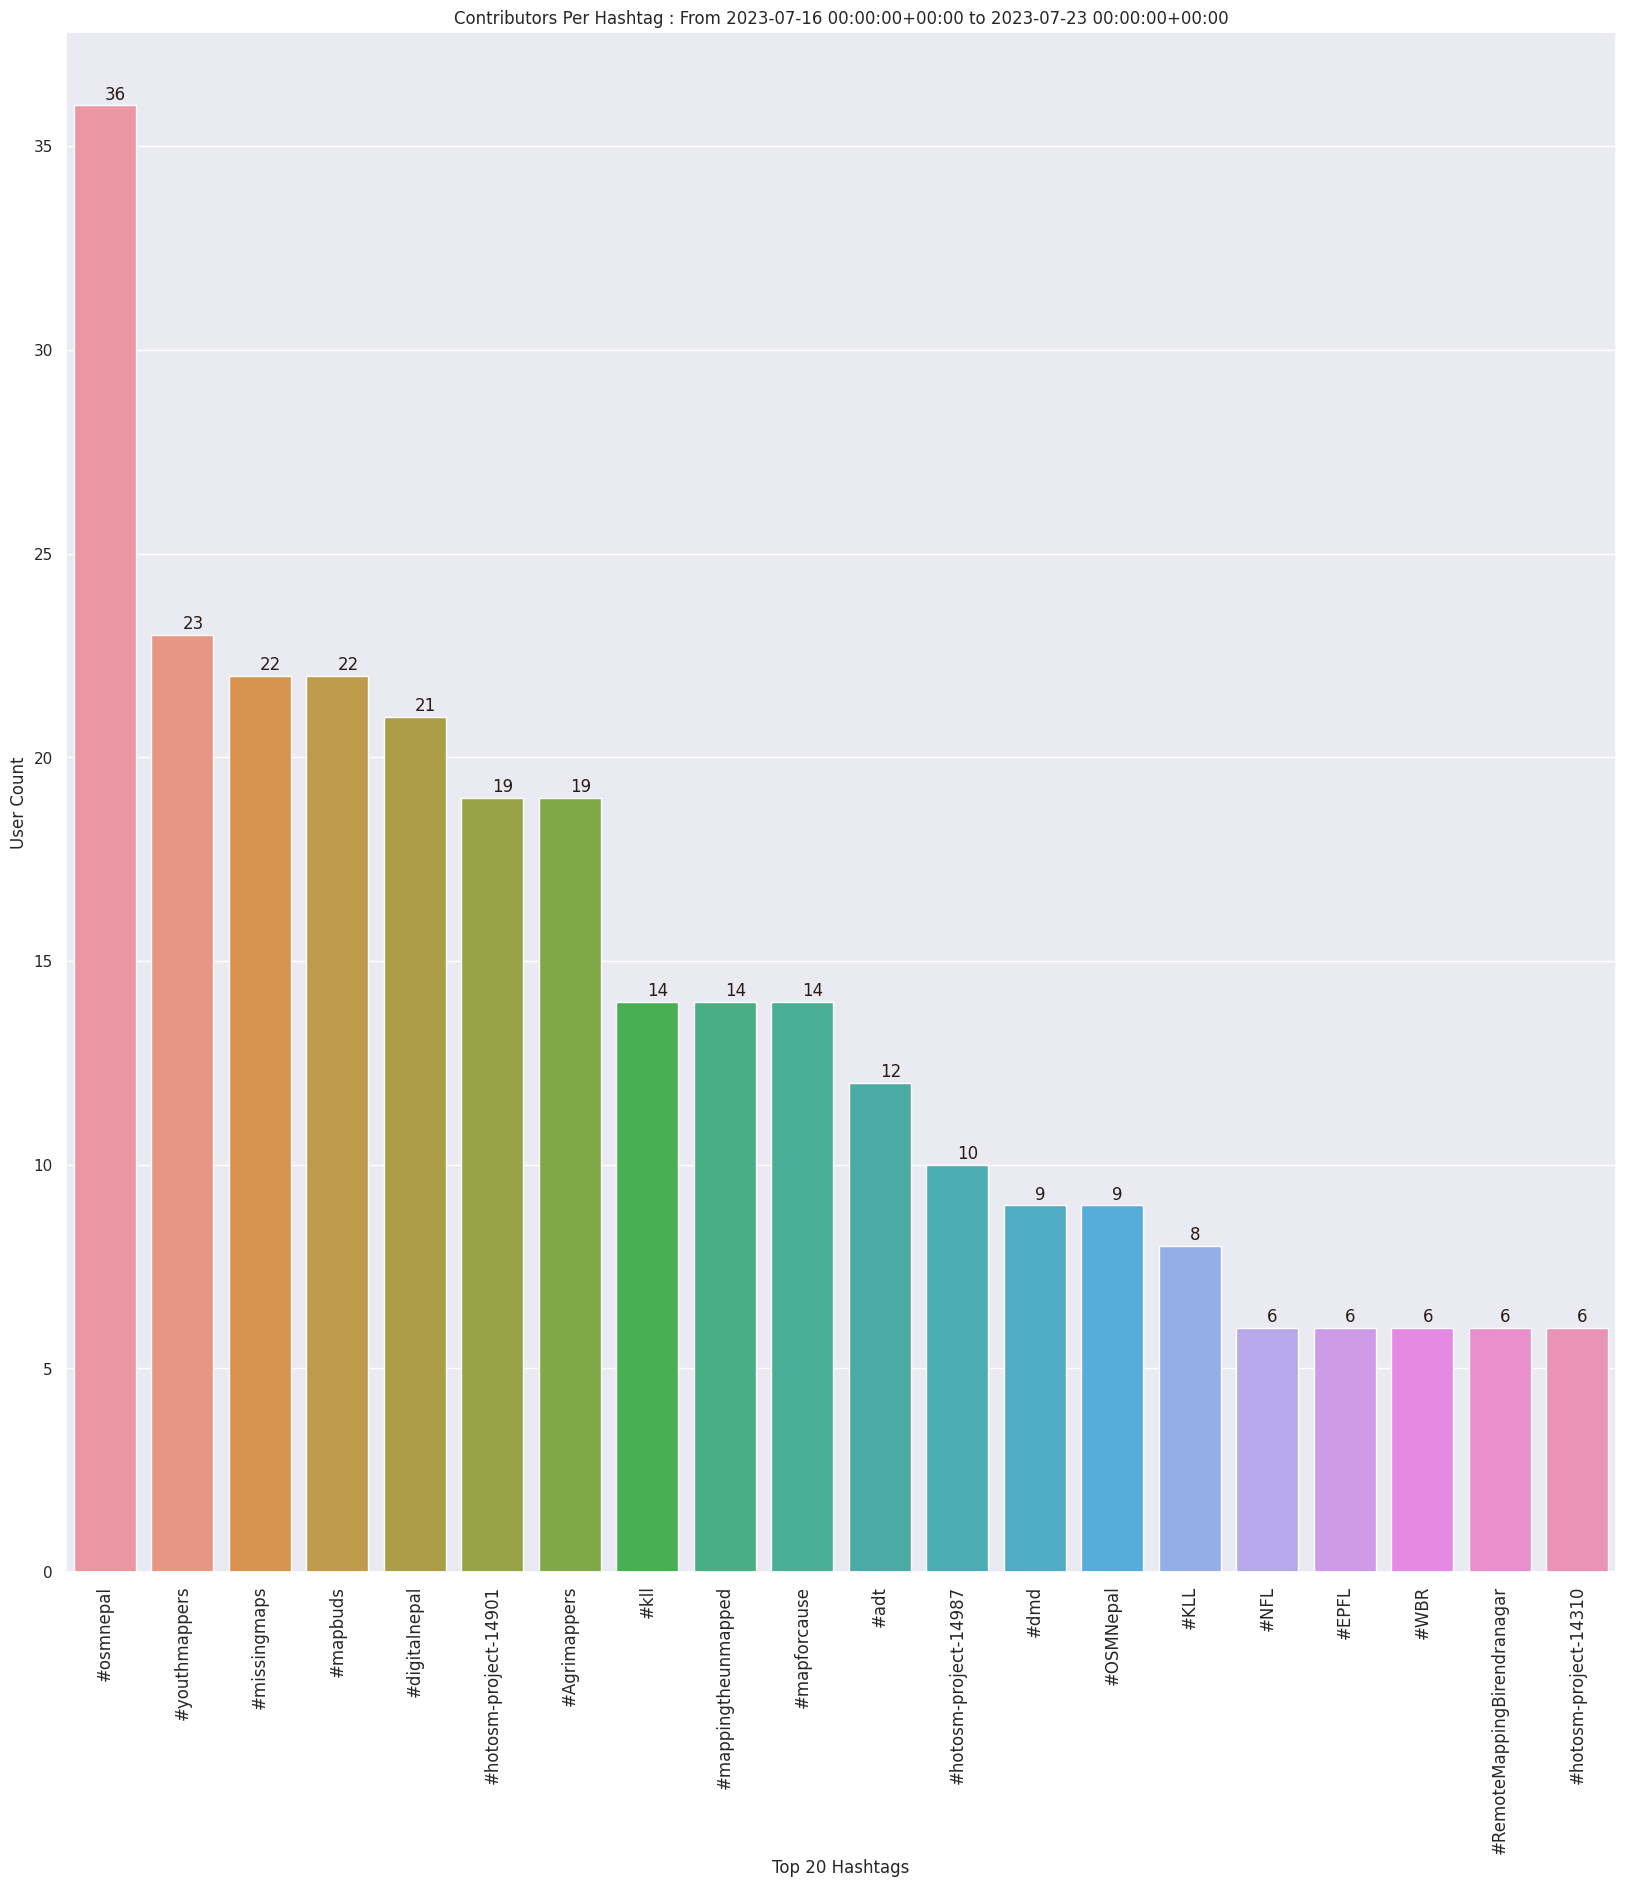 Contributors Per Hashtag : From 2023-07-16 00:00:00+00:00 to 2023-07-23 00:00:00+00:00
User Count
35
30
25
20
15
10
5
0
36
23
22
22
21
19
19
14
14
14
12
10
9
9
8
6
6
6
6
6
#osmnepal
#youthmappers
#missingmaps
#mapbuds
#digitalnepal
#hotosm-project-14901
#Agrimappers
#kll
#mappingtheunmapped
#mapforcause
#adt
#hotosm-project-14987
#dmd
#OSMNepal
#KLL
#NFL
#EPFL
#WBR
#RemoteMappingBirendranagar
#hotosm-project-14310
Top 20 Hashtags